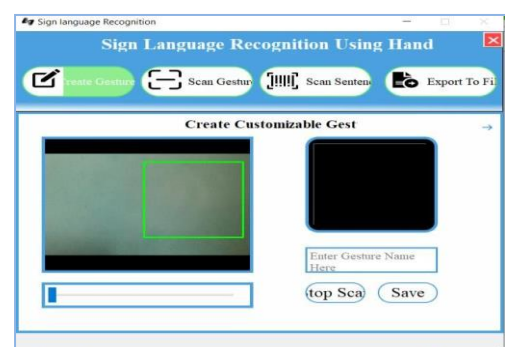 Sign language Recognition
Sign Language Recognition Using Hand
Create Gesture Scan Gestur Scan Senten Export To Fi
Create Customizable Gest
Enter Gesture Name
Here
top Sca Save